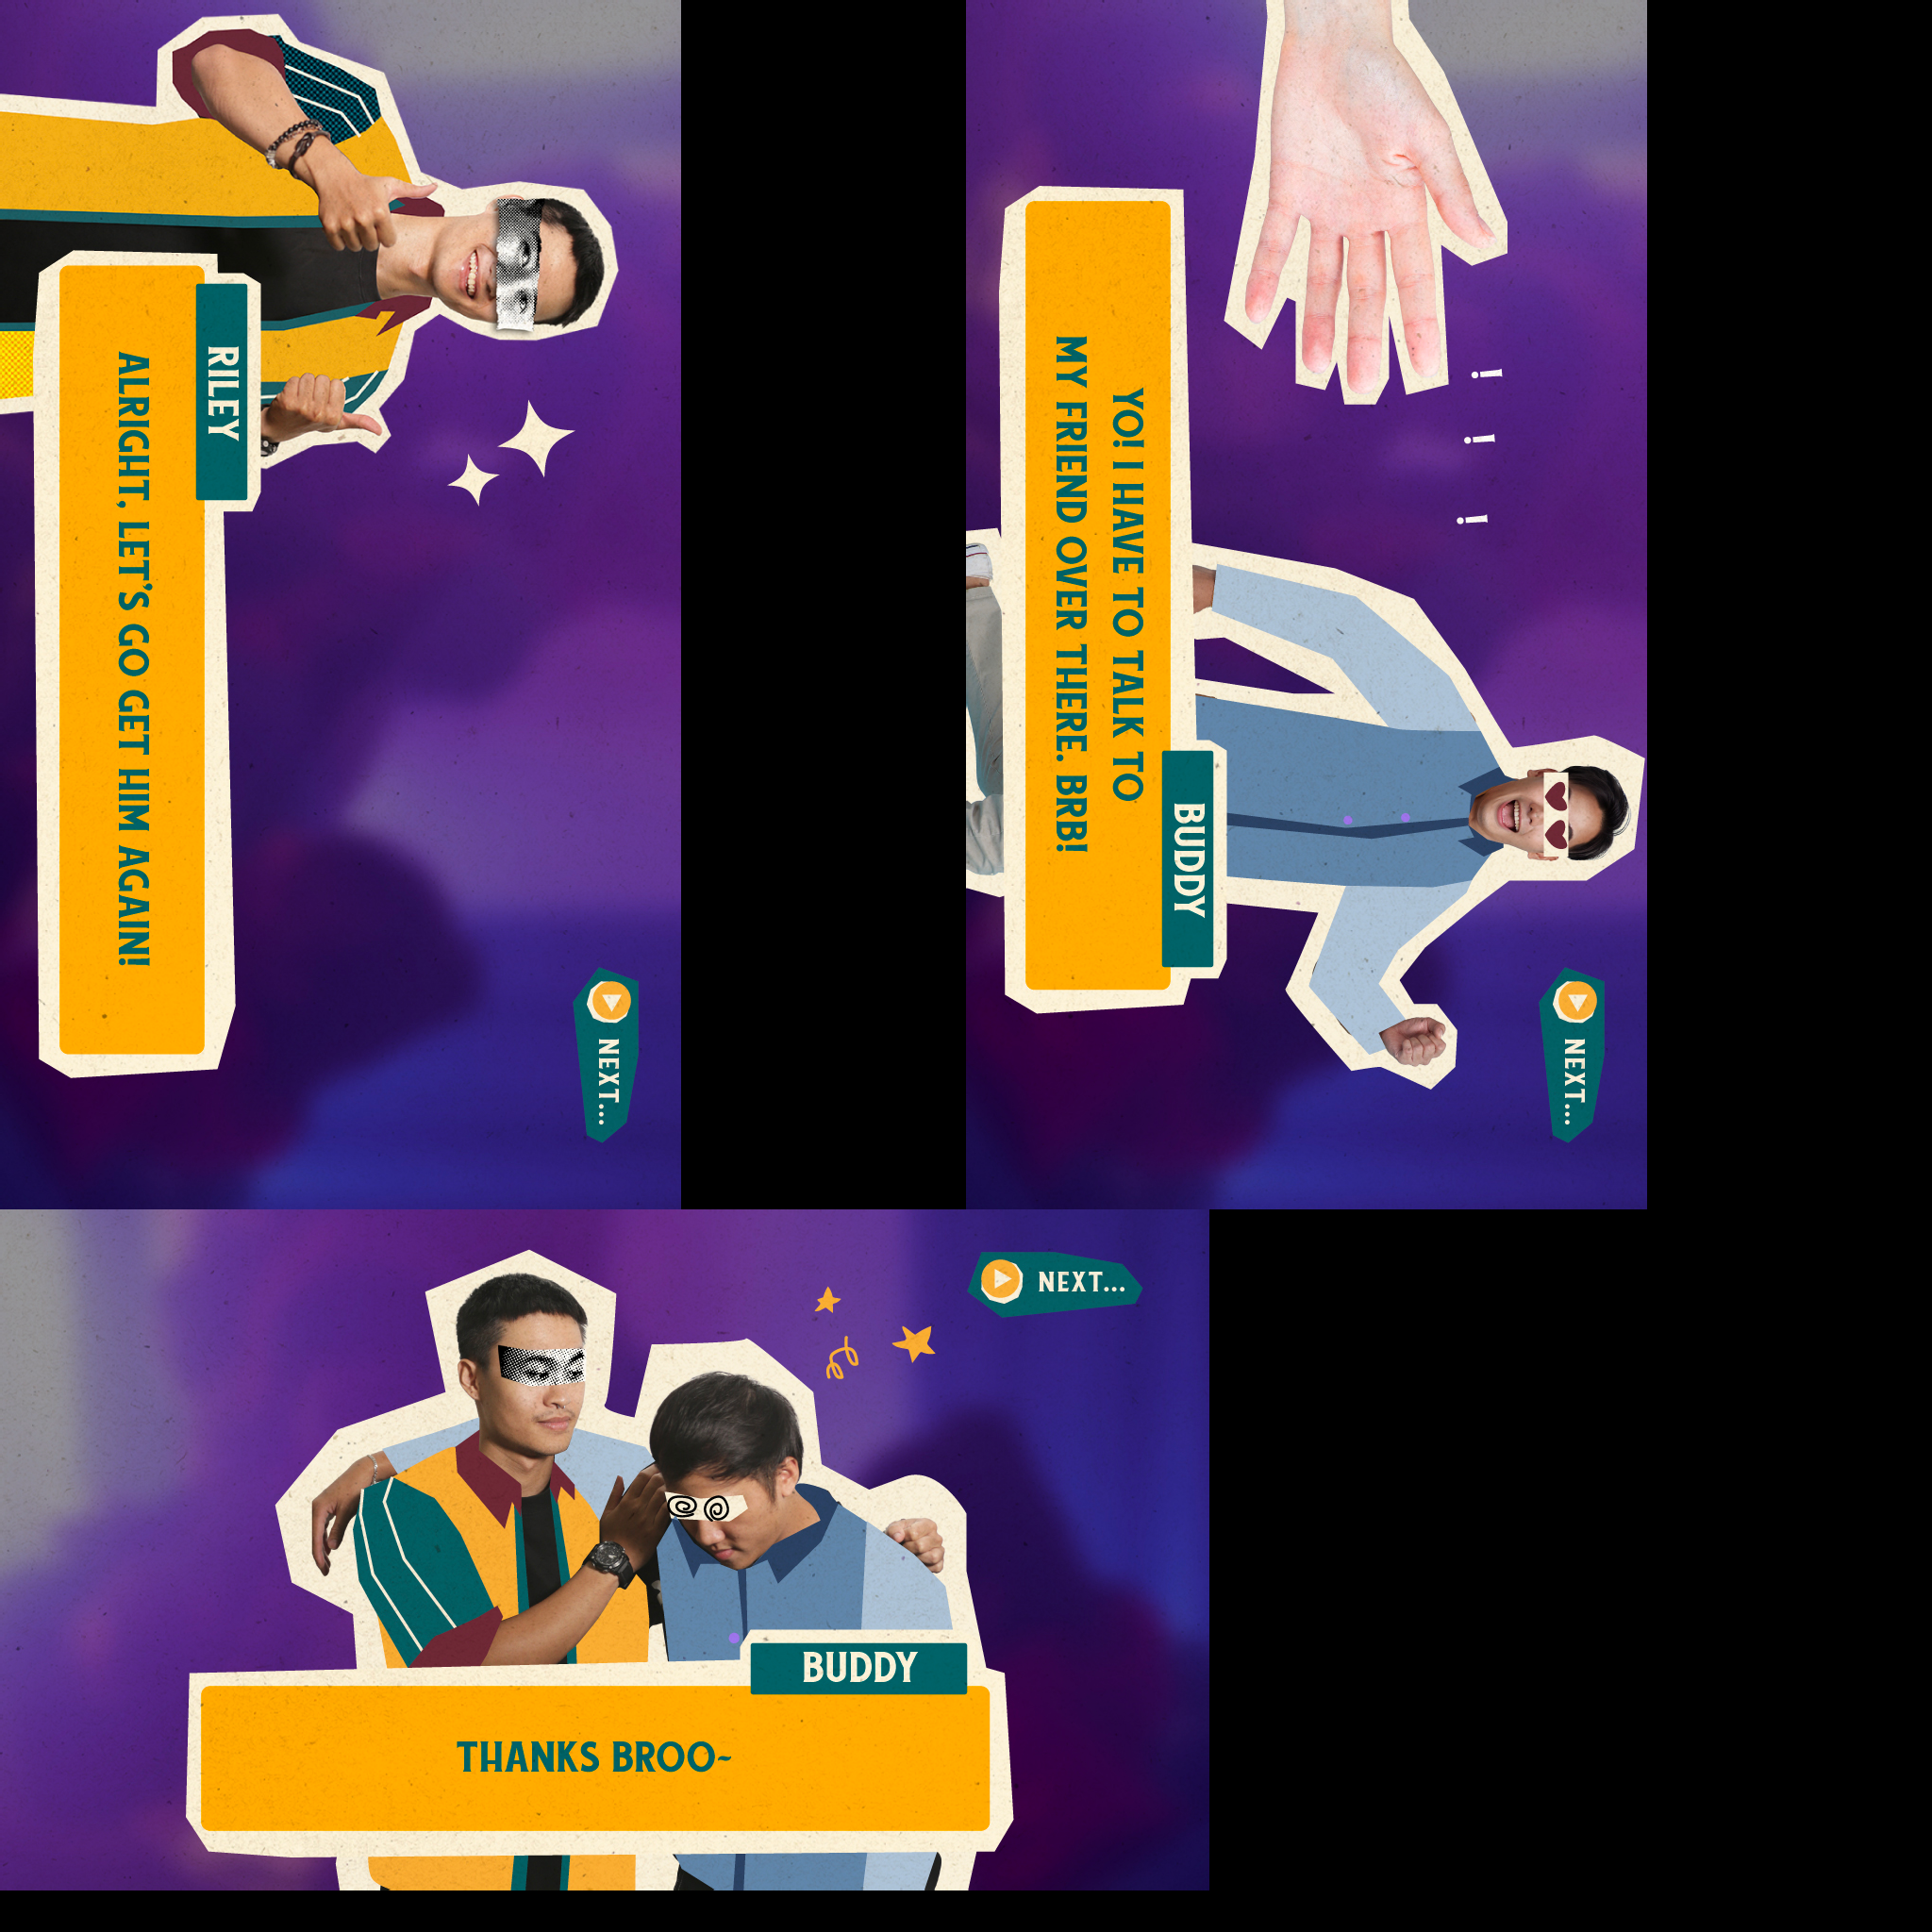 RILEY
ALRIGHT, LET'S GO GET HIM AGAIN!
NEXT...
YO! I HAVE TO TALK TO
MY FRIEND OVER THERE. BRB!
BUDDY
NEXT...
NEXT...
BUDDY
THANKS BROO~